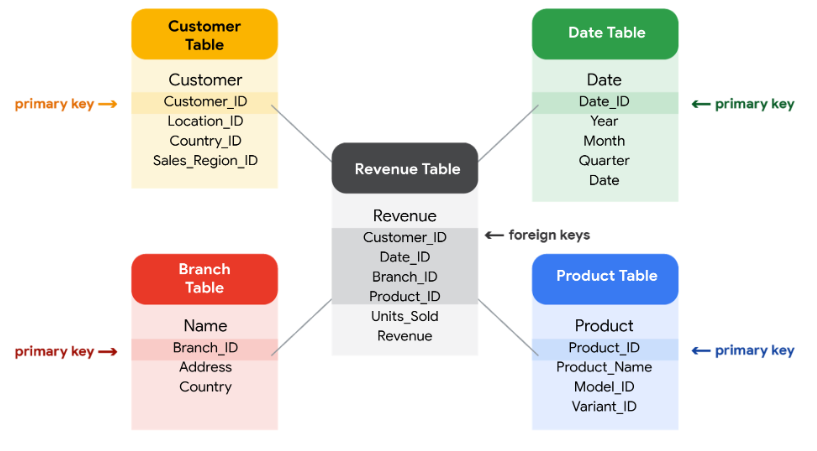 Customer
Table
Customer
primary key →
Customer_ID
Location_ID
Country_ID
Sales_Region_ID
Date Table
Date
Date_ID
← primary key
Year
Month
Quarter
Date
Revenue Table
Revenue
Customer_ID
← foreign keys
Date_ID
Branch_ID
Product_ID
Units_Sold
Revenue
Branch
Table
Name
primary key →
Branch_ID
Address
Country
Product Table
Product
Product_ID
← primary key
Product_Name
Model_ID
Variant_ID